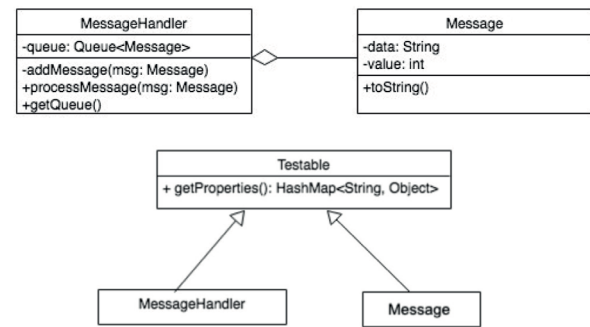 MessageHandler
-queue: Queue<Message>
-addMessage(msg: Message)
+processMessage(msg: Message)
+getQueue()
Message
-data: String
-value: int
+toString()
Testable
+ getProperties(): HashMap<String, Object>
MessageHandler
Message